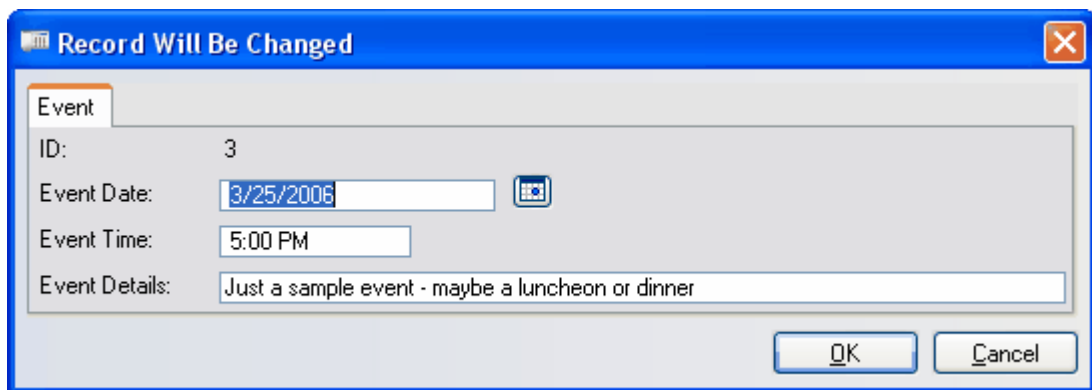 Record Will Be Changed
Event
ID: 3
Event Date: 3/25/2006
Event Time: 5:00 PM
Event Details: Just a sample event - maybe a luncheon or dinner
OK Cancel